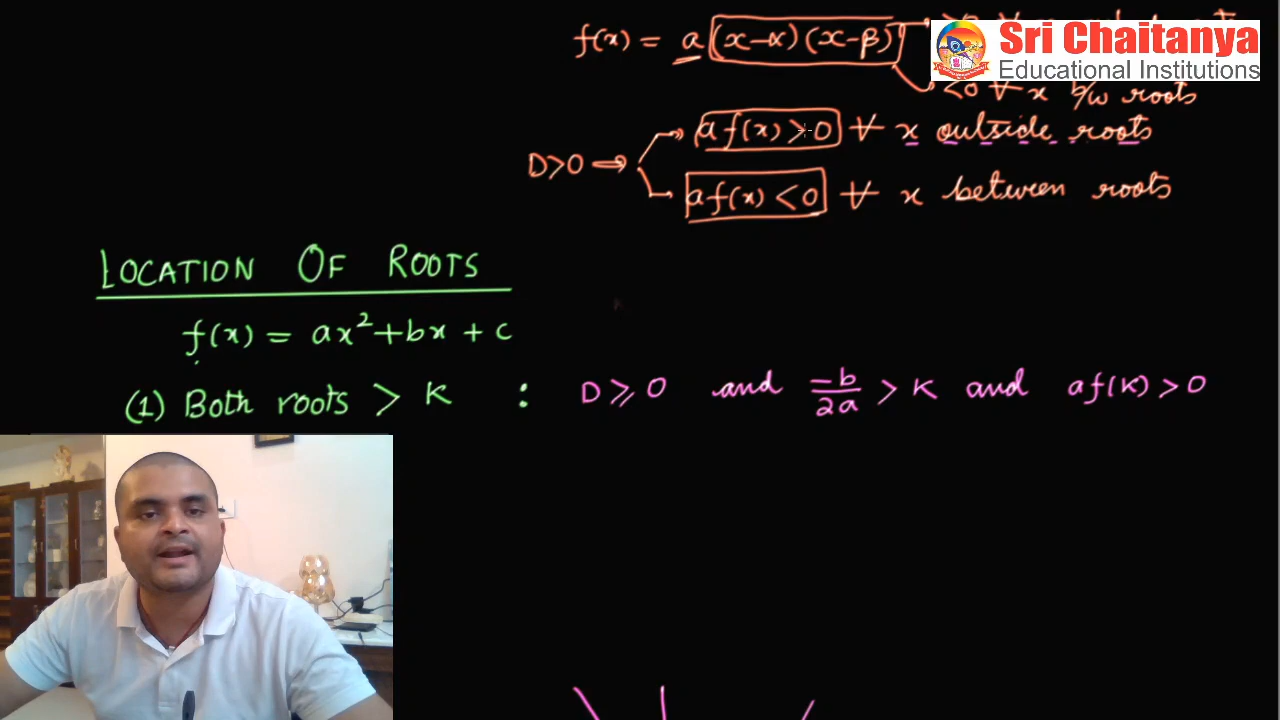 f(x) = a (x-α)(x-β)
Sri Chaitanya
Educational Institutions
<0 ∀ x b/w roots
D>0 ⇒ af(x) >0 ∀ x outside roots
af(x) <0 ∀ x between roots
LOCATION OF ROOTS
f(x) = ax²+bx + c
(1) Both roots > K : D ≥ 0 and -b/2a > K and af(K) > 0